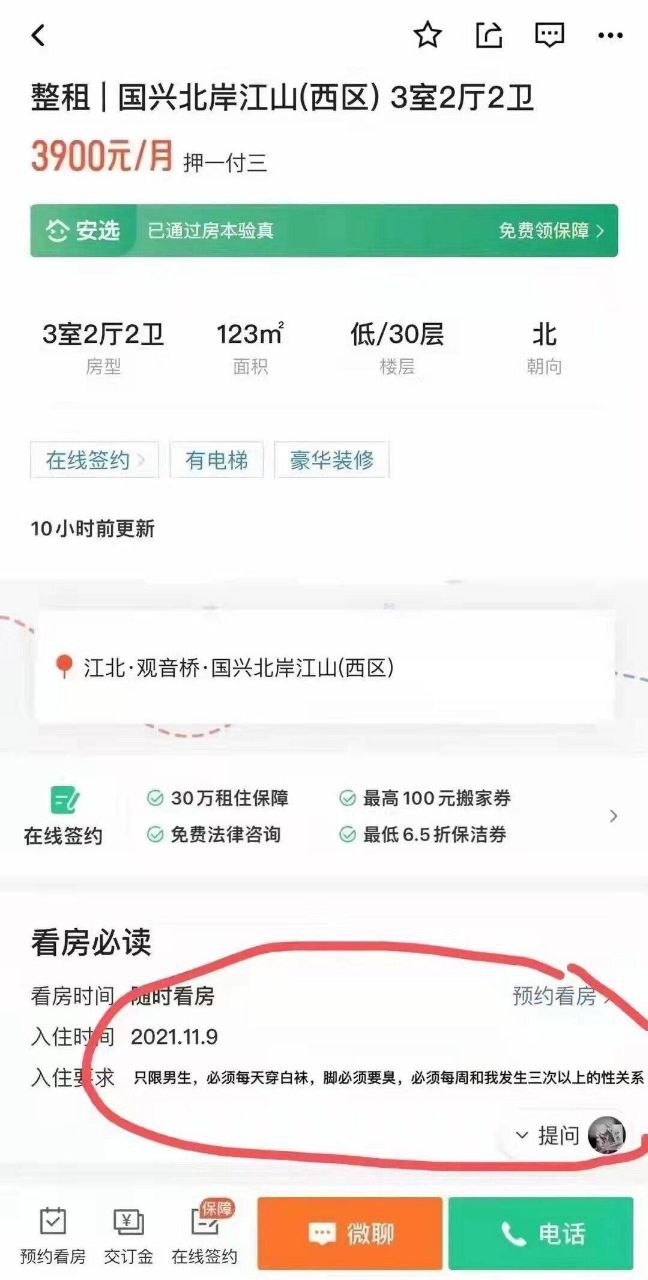 整租 | 国兴北岸江山(西区) 3室2厅2卫
3900元/月 押一付三
安选 已通过房本验真 免费领保障
3室2厅2卫 123㎡ 低/30层 北
房型 面积 楼层 朝向
在线签约 有电梯 豪华装修
10小时前更新
江北·观音桥·国兴北岸江山(西区)
在线签约
30万租住保障 最高100元搬家券
免费法律咨询 最低6.5折保洁券
看房必读
看房时间 随时看房 预约看房
入住时间 2021.11.9
入住要求 只限男生，必须每天穿白袜，脚必须要臭，必须每周和我发生三次以上的性关系
提问
预约看房 交订金 保障 在线签约 微聊 电话